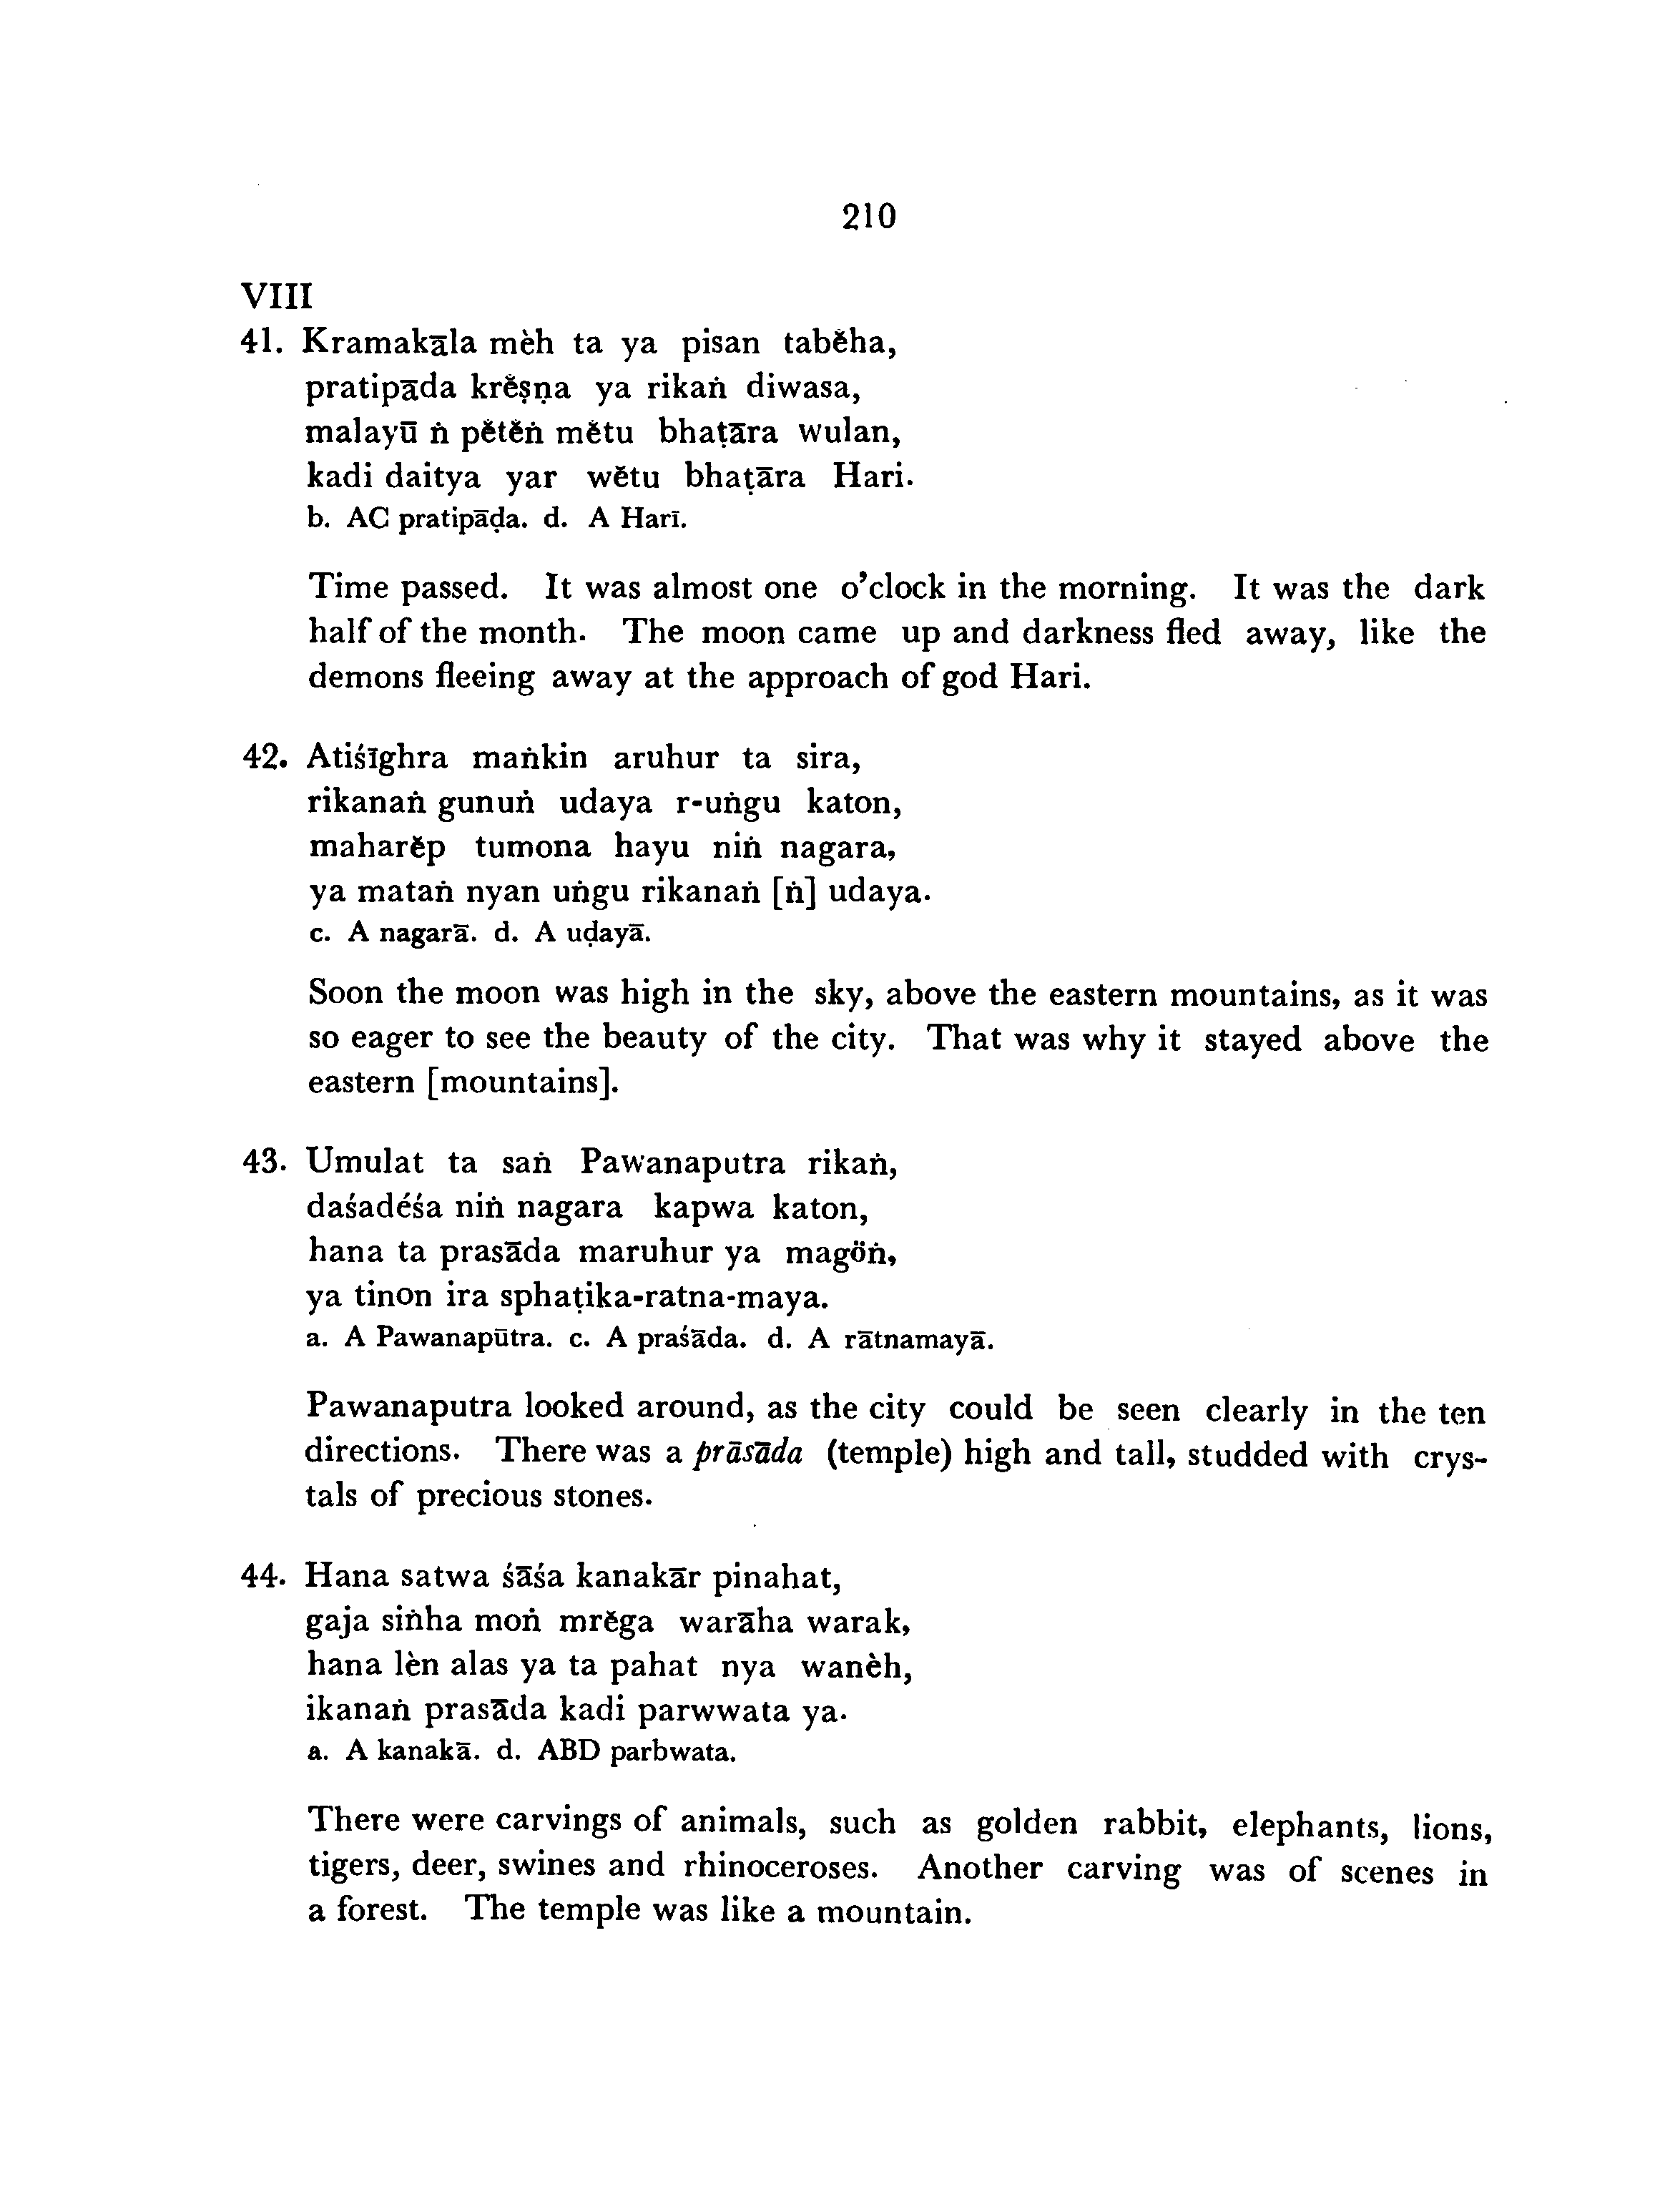 210
VIII
41. Kramakāla mèh ta ya pisan tabĕha,
pratipāda krĕṣṇa ya rikaṅ diwasa,
malayū ṅ pĕtĕṅ mĕtu bhaṭāra wulan,
kadi daitya yar wĕtu bhaṭāra Hari.
b. AC pratipāḍa. d. A Harī.
Time passed. It was almost one o’clock in the morning. It was the dark
half of the month. The moon came up and darkness fled away, like the
demons fleeing away at the approach of god Hari.
42. Atiśīghra maṅkin aruhur ta sira,
rikanaṅ gunuṅ udaya r-uṅgu katon,
maharĕp tumona hayu niṅ nagara,
ya mataṅ nyan uṅgu rikanaṅ [ṅ] udaya.
c. A nagarā. d. A uḍayā.
Soon the moon was high in the sky, above the eastern mountains, as it was
so eager to see the beauty of the city. That was why it stayed above the
eastern [mountains].
43. Umulat ta saṅ Pawanaputra rikaṅ,
daśadéśa niṅ nagara kapwa katon,
hana ta prasāda maruhur ya magöṅ,
ya tinon ira sphaṭika-ratna-maya.
a. A Pawanapūtra. c. A praśāda. d. A rātnamayā.
Pawanaputra looked around, as the city could be seen clearly in the ten
directions. There was a prāsāda (temple) high and tall, studded with crys-
tals of precious stones.
44. Hana satwa śāśa kanakār pinahat,
gaja siṅha moṅ mrĕga warāha warak,
hana lèn alas ya ta pahat nya wanèh,
ikanaṅ prasāda kadi parwwata ya.
a. A kanakā. d. ABD parbwata.
There were carvings of animals, such as golden rabbit, elephants, lions,
tigers, deer, swines and rhinoceroses. Another carving was of scenes in
a forest. The temple was like a mountain.